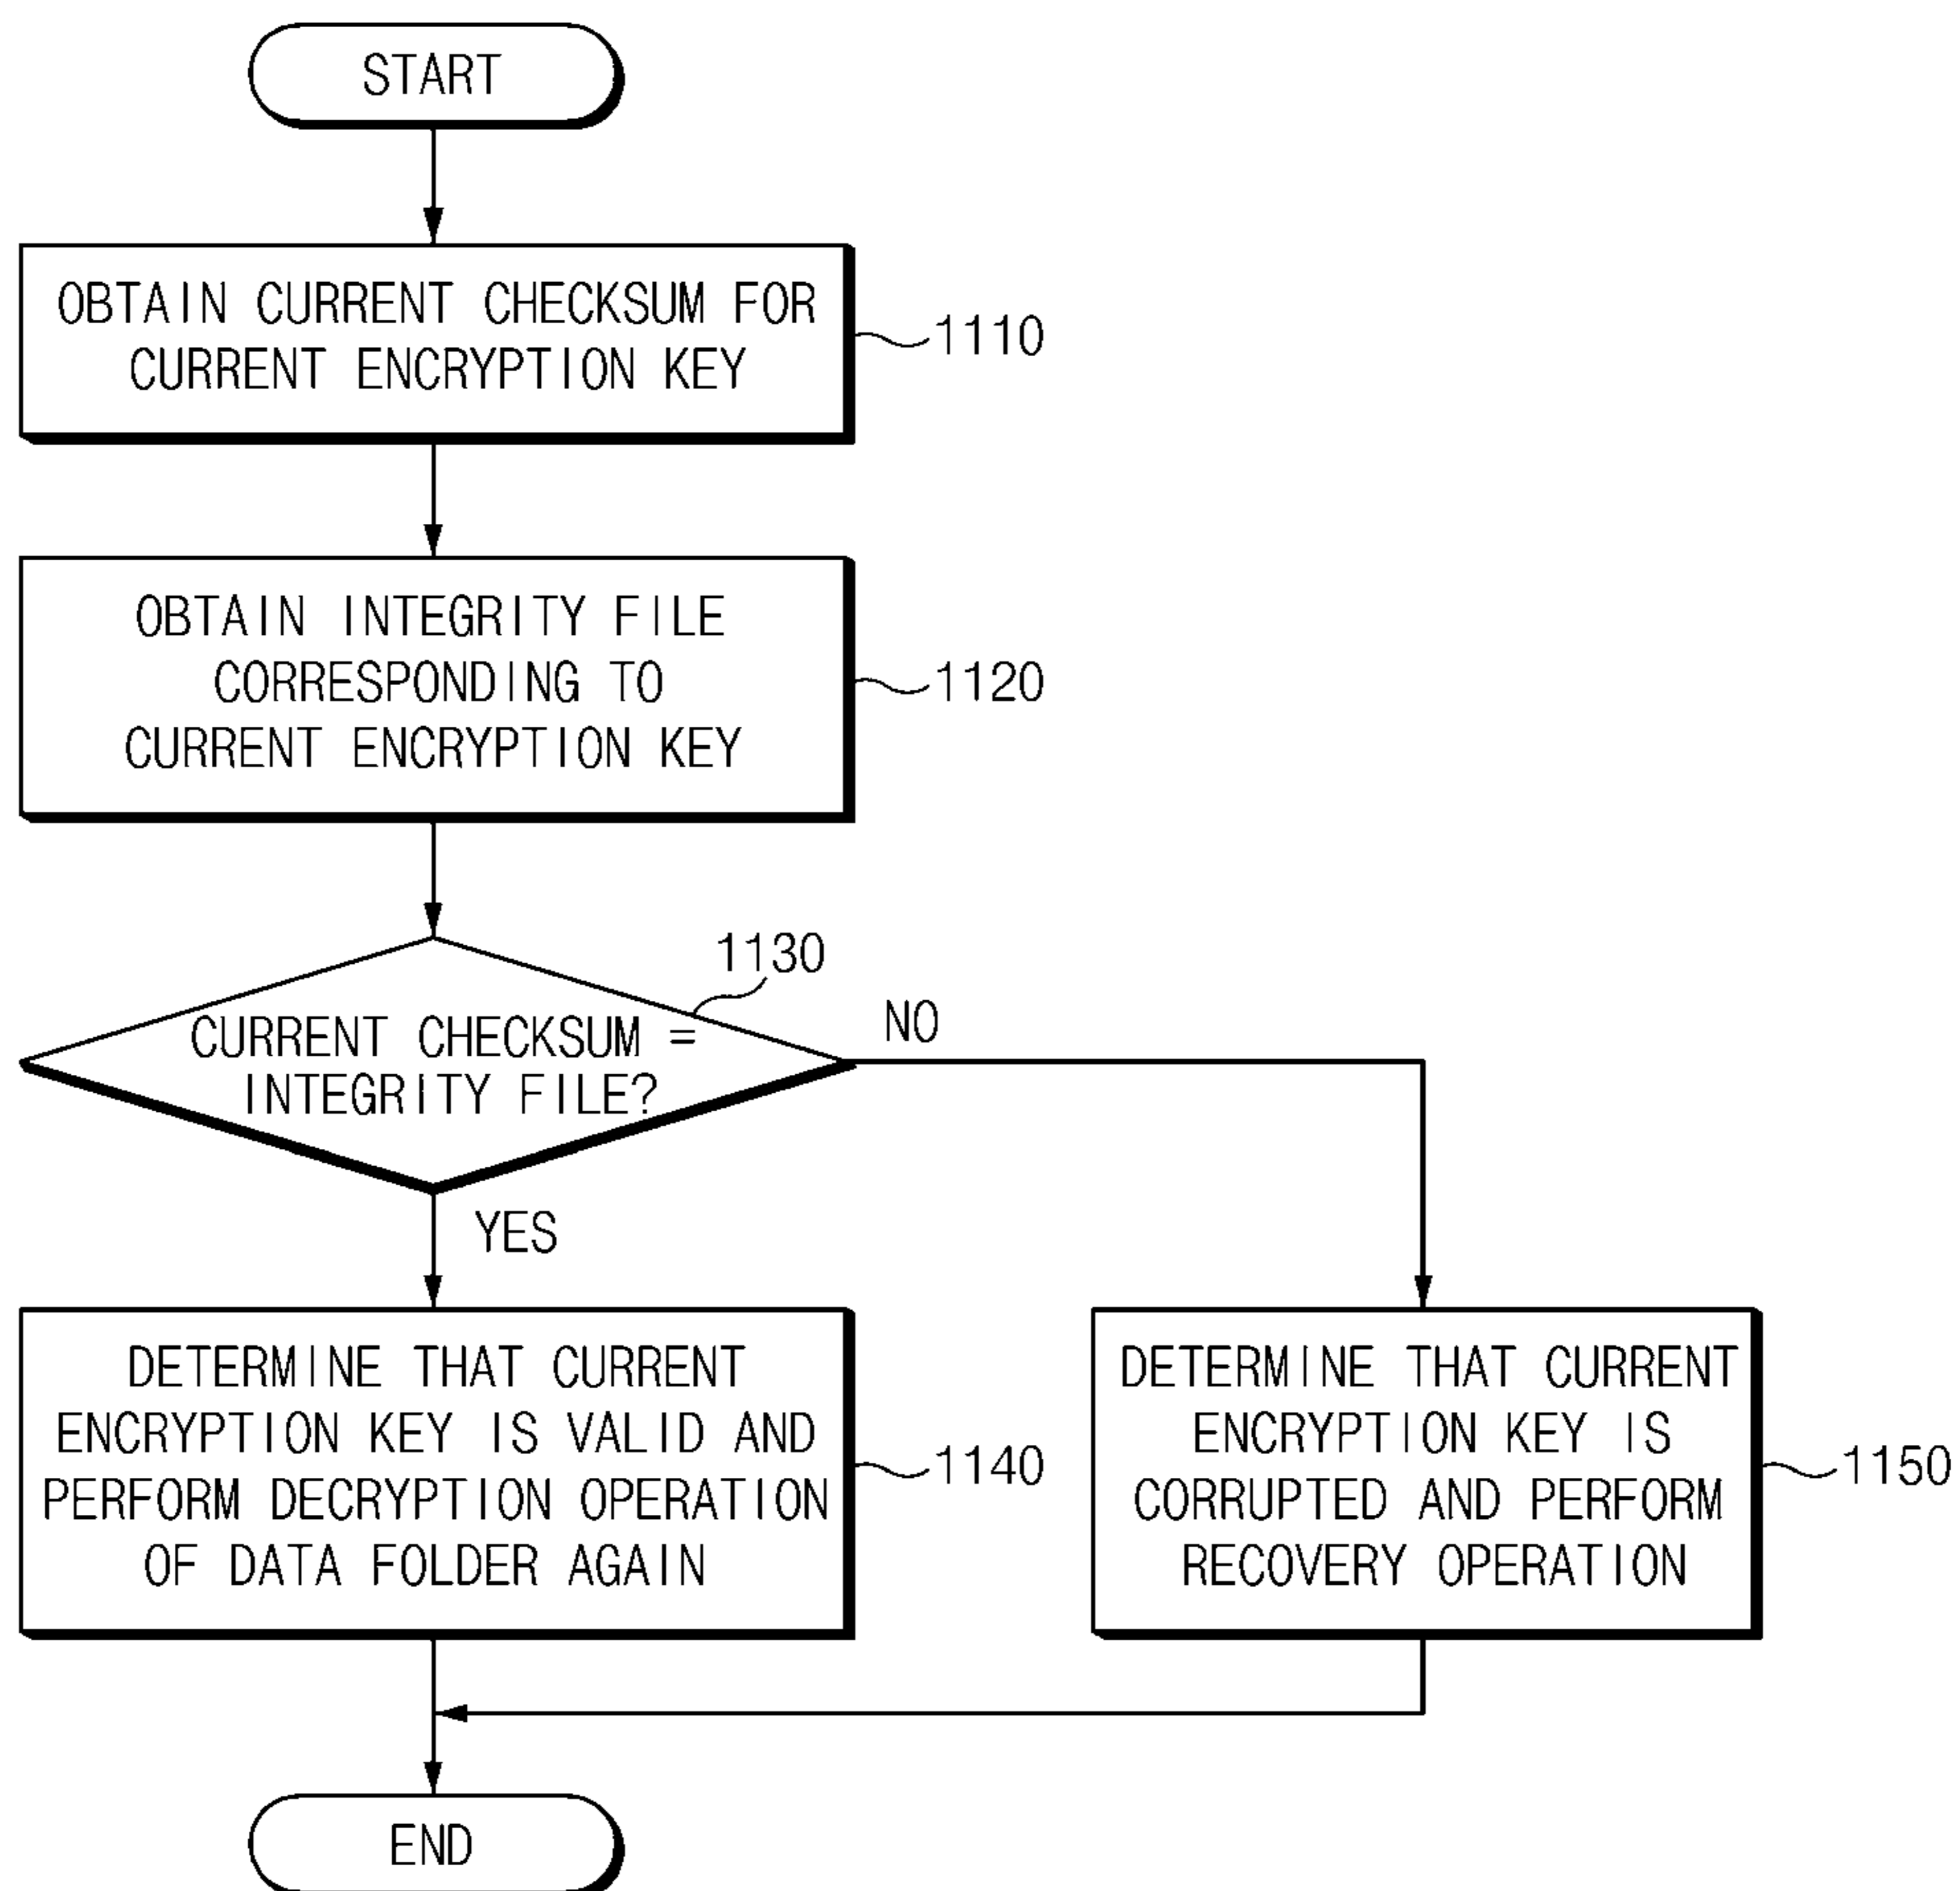 START
OBTAIN CURRENT CHECKSUM FOR
CURRENT ENCRYPTION KEY
1110
OBTAIN INTEGRITY FILE
CORRESPONDING TO
CURRENT ENCRYPTION KEY
1120
1130
CURRENT CHECKSUM =
INTEGRITY FILE?
NO
YES
DETERMINE THAT CURRENT
ENCRYPTION KEY IS VALID AND
PERFORM DECRYPTION OPERATION
OF DATA FOLDER AGAIN
1140
DETERMINE THAT CURRENT
ENCRYPTION KEY IS
CORRUPTED AND PERFORM
RECOVERY OPERATION
1150
END